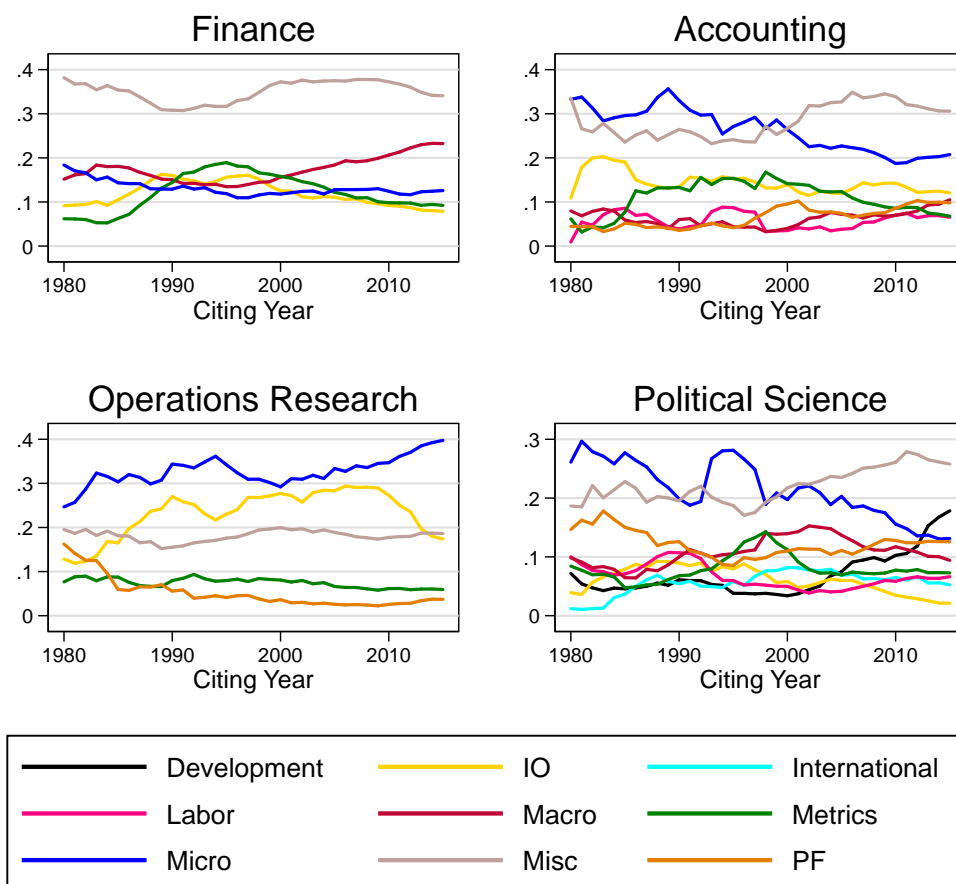 Finance
.4
.3
.2
.1
0
1980 1990 2000 2010
Citing Year
Accounting
.4
.3
.2
.1
0
1980 1990 2000 2010
Citing Year
Operations Research
.4
.3
.2
.1
0
1980 1990 2000 2010
Citing Year
Political Science
.3
.2
.1
0
1980 1990 2000 2010
Citing Year
Development IO International
Labor Macro Metrics
Micro Misc PF